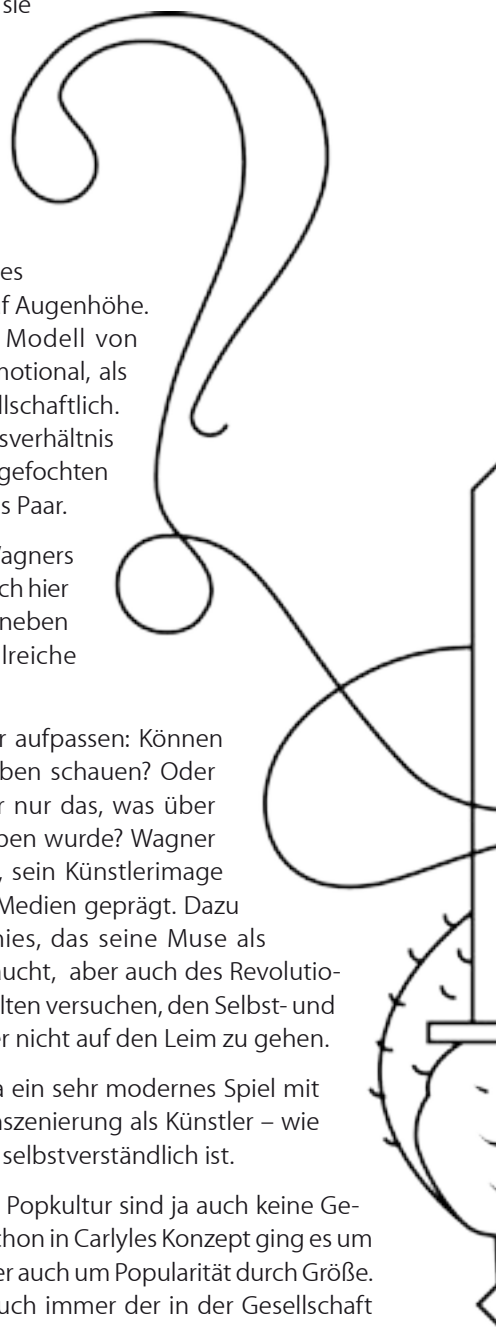 sie
es
f Augenhöhe.
Modell von
notional, als
llschaftlich.
sverhältnis
gefochten
s Paar.
Wagners
ch hier
neben
lreiche
r aufpassen: Können
ben schauen? Oder
r nur das, was über
ben wurde? Wagner
, sein Künstlerimage
Medien geprägt. Dazu
nies, das seine Muse als
aucht, aber auch des Revolutio-
lten versuchen, den Selbst- und
er nicht auf den Leim zu gehen.
a ein sehr modernes Spiel mit
nszenierung als Künstler – wie
selbstverständlich ist.
Popkultur sind ja auch keine Ge-
chon in Carlyles Konzept ging es um
er auch um Popularität durch Größe.
uch immer der in der Gesellschaft